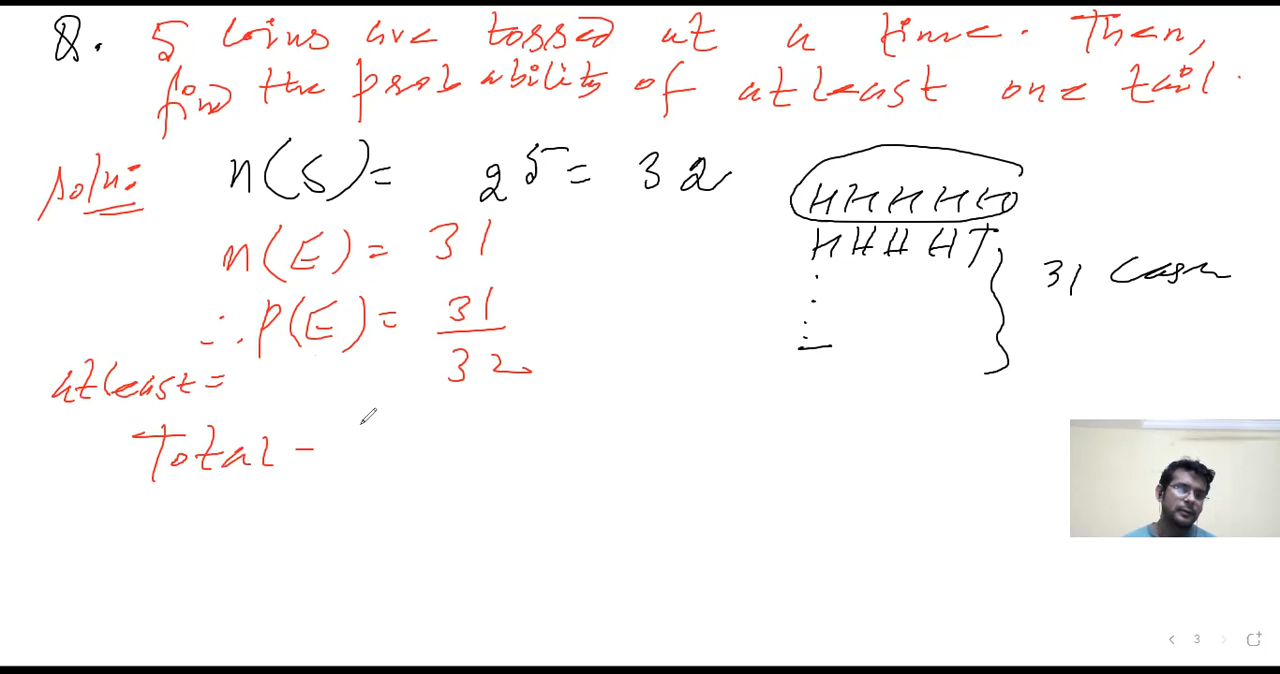 Q. 5 coins are tossed at a time. Then,
find the probability of atleast one tail.
Soln:
n(S) = 2^5 = 32
n(E) = 31
∴ P(E) = 31/32
atleast =
Total -
HHHHH
HHHHT
31 cases
3